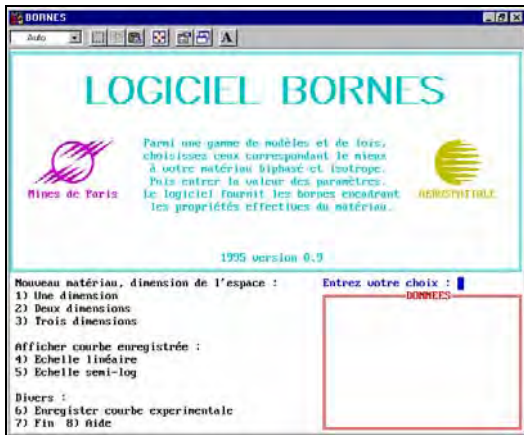 BORNES
Auto
A
LOGICIEL BORNES
Parmi une gamme de modèles et de lois,
choisissez ceux correspondant le mieux
à votre matériau biphasé et isotrope.
Puis entrer la valeur des paramètres.
Le logiciel fournit les bornes encadrant
les propriétés effectives du matériau.
Mines de Paris
AEROSPATIALE
1995 version 0.9
Nouveau matériau, dimension de l'espace :
1) Une dimension
2) Deux dimensions
3) Trois dimensions
Afficher courbe enregistrée :
4) Echelle linéaire
5) Echelle semi-log
Divers :
6) Enregister courbe experimentale
7) Fin 8) Aide
Entrez votre choix :
DONNEES